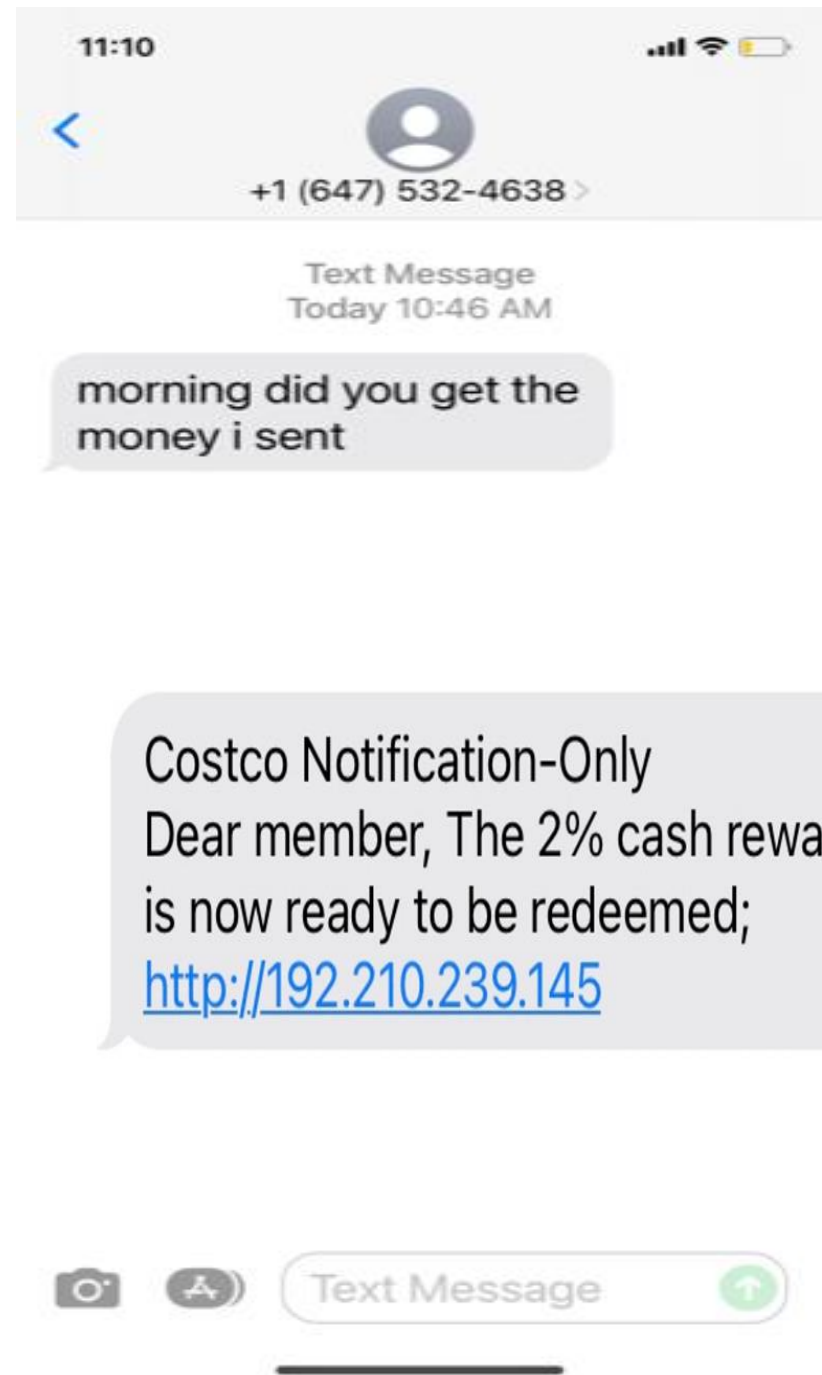 11:10
+1 (647) 532-4638
Text Message
Today 10:46 AM
morning did you get the
money i sent
Costco Notification-Only
Dear member, The 2% cash rewa
is now ready to be redeemed;
http://192.210.239.145
Text Message